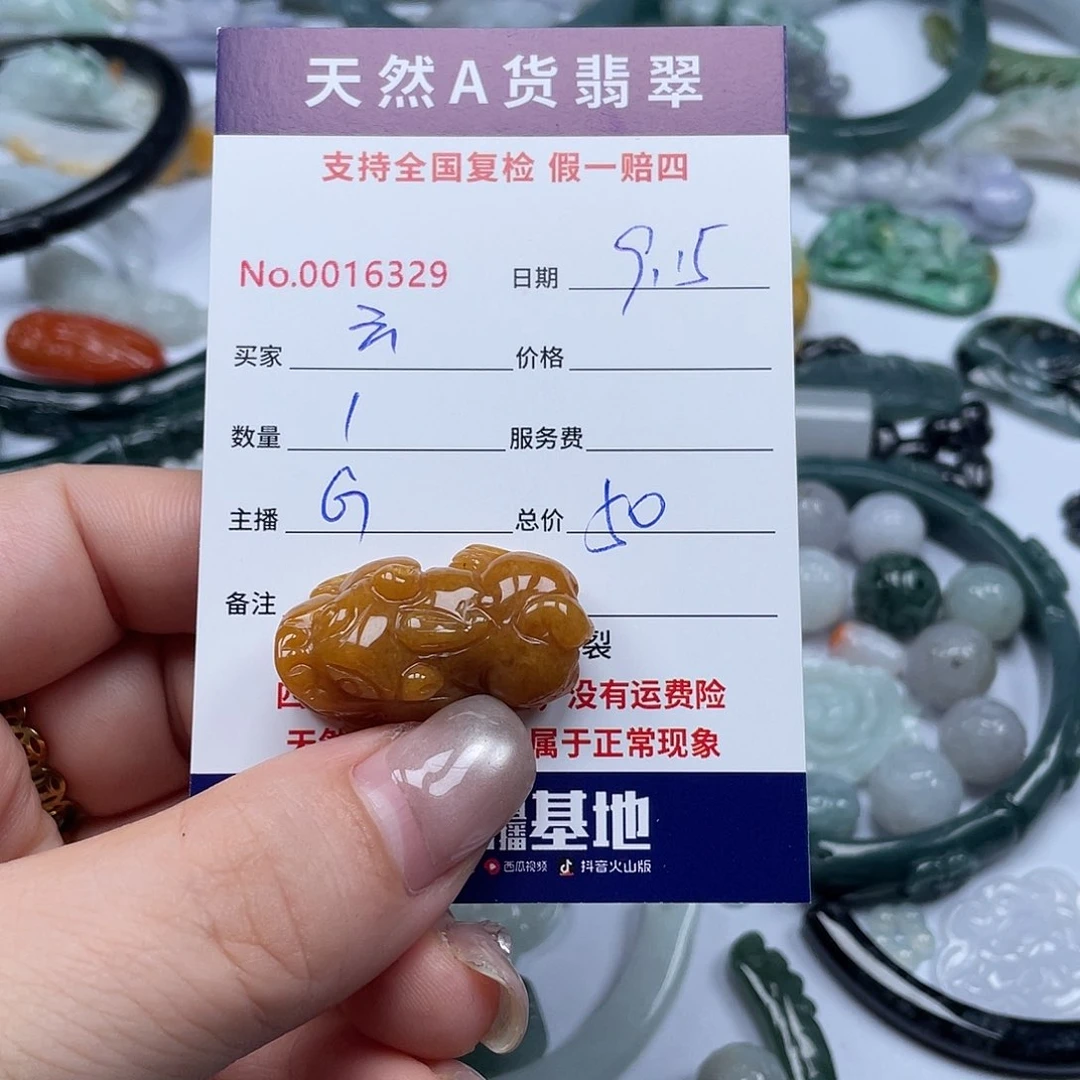 天然A货翡翠
支持全国复检 假一赔四
No.0016329 日期 9.15
买家 云 价格
数量 1 服务费
主播 G 总价 50
备注
裂
没有运费险
属于正常现象
播基地
西瓜视频 抖音火山版